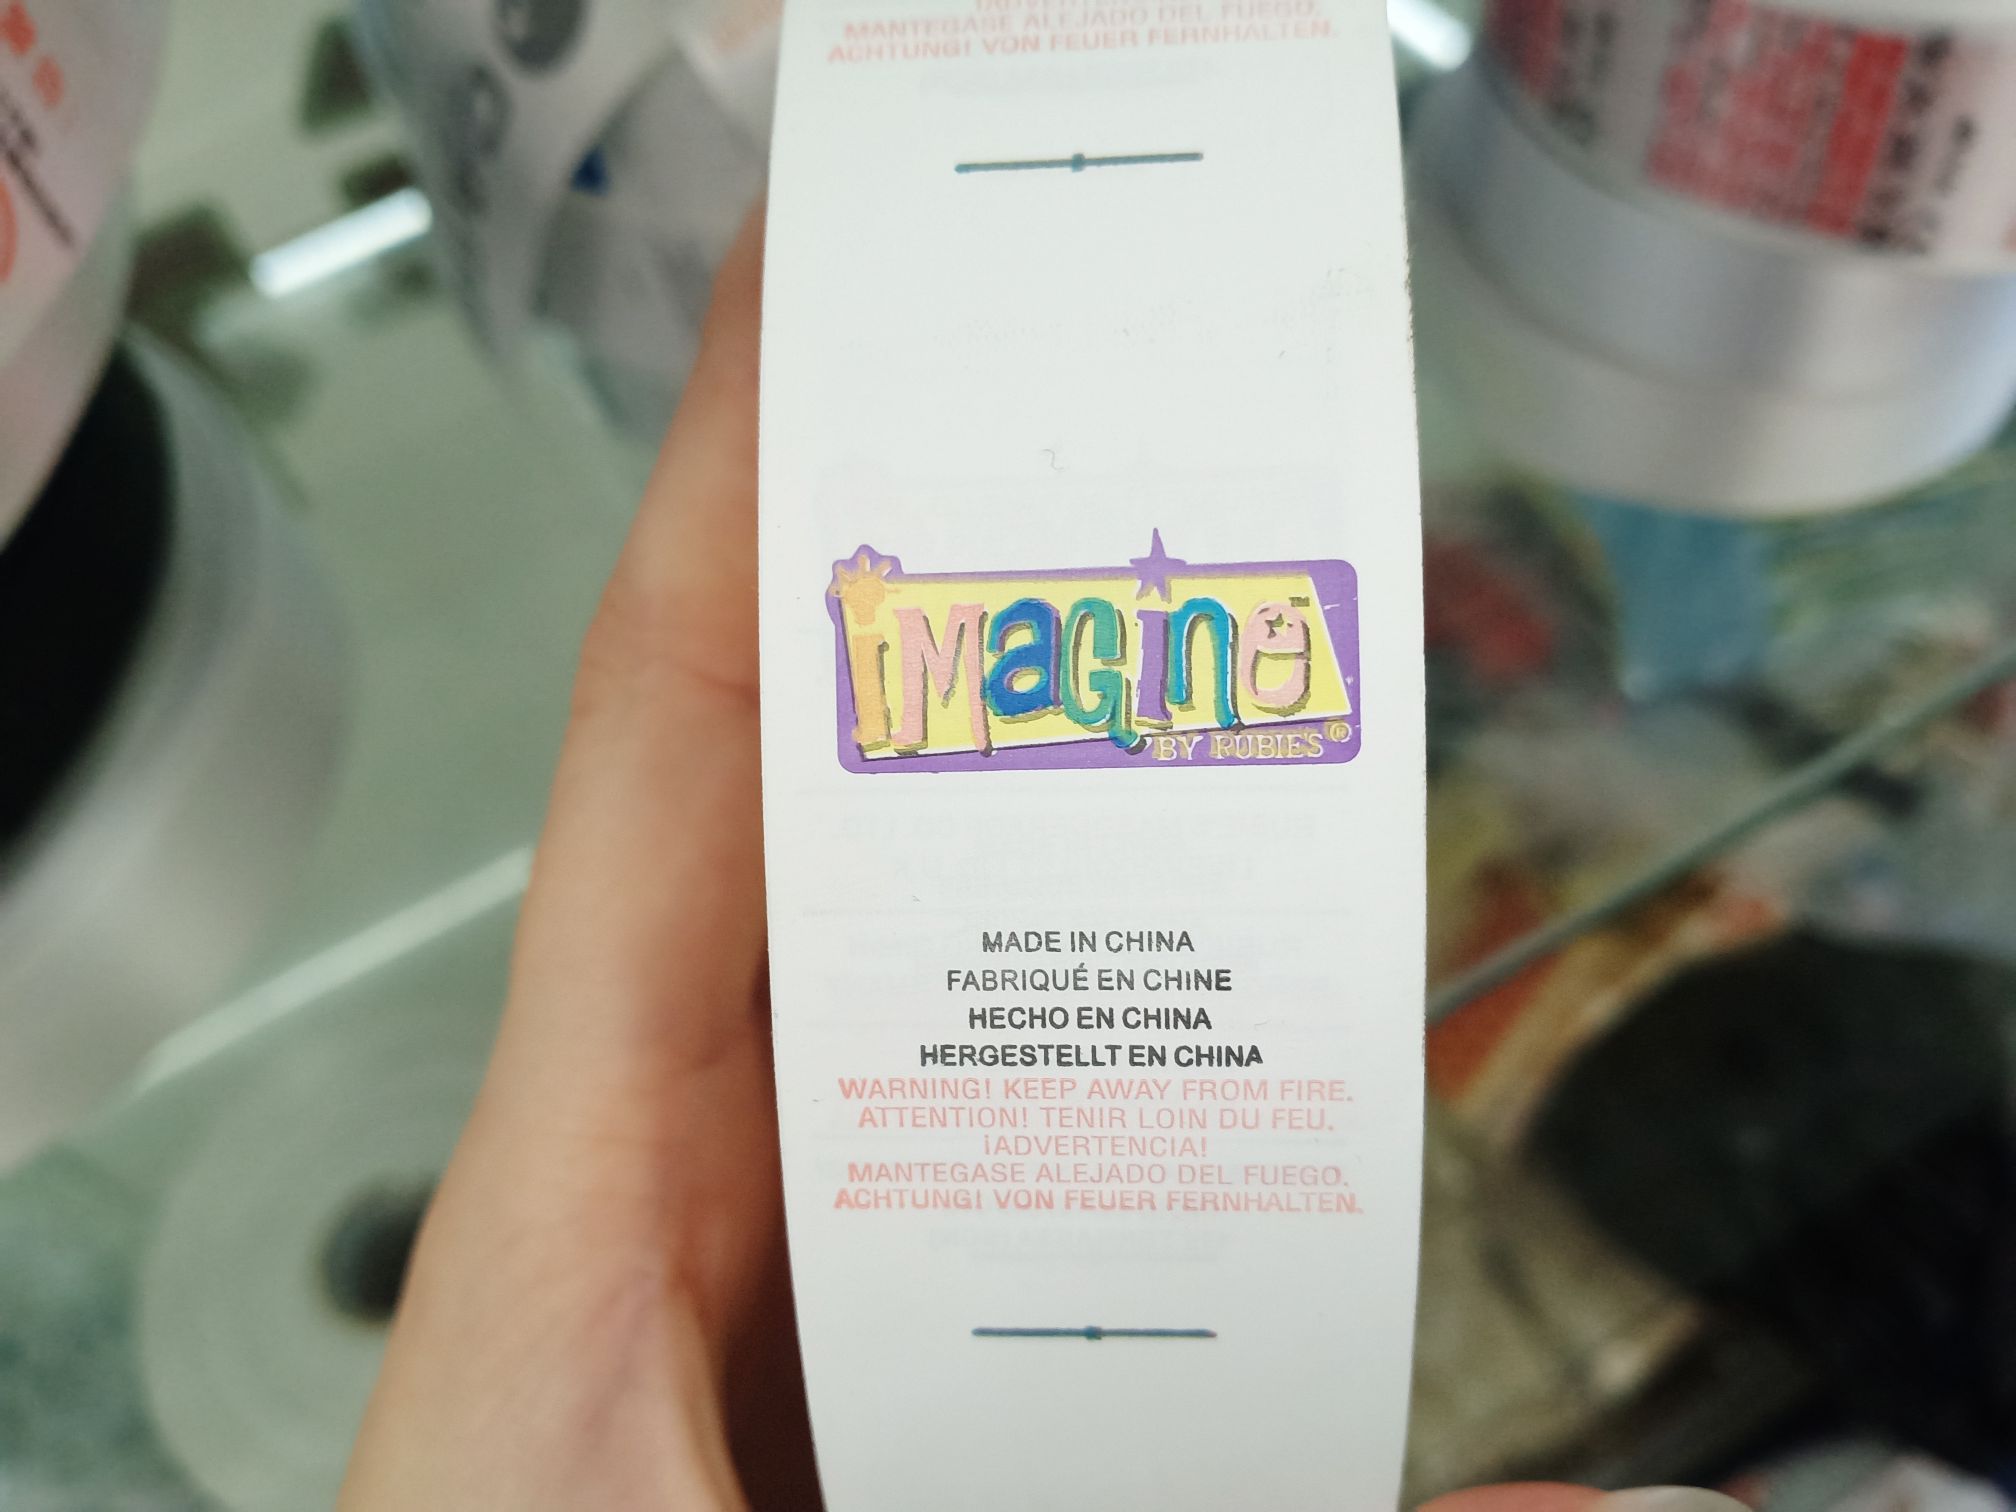 ¡ADVERTENCIA!
MANTEGASE ALEJADO DEL FUEGO.
ACHTUNG! VON FEUER FERNHALTEN.
iMAGiNe™
BY RUBIE'S®
MADE IN CHINA
FABRIQUÉ EN CHINE
HECHO EN CHINA
HERGESTELLT EN CHINA
WARNING! KEEP AWAY FROM FIRE.
ATTENTION! TENIR LOIN DU FEU.
¡ADVERTENCIA!
MANTEGASE ALEJADO DEL FUEGO.
ACHTUNG! VON FEUER FERNHALTEN.